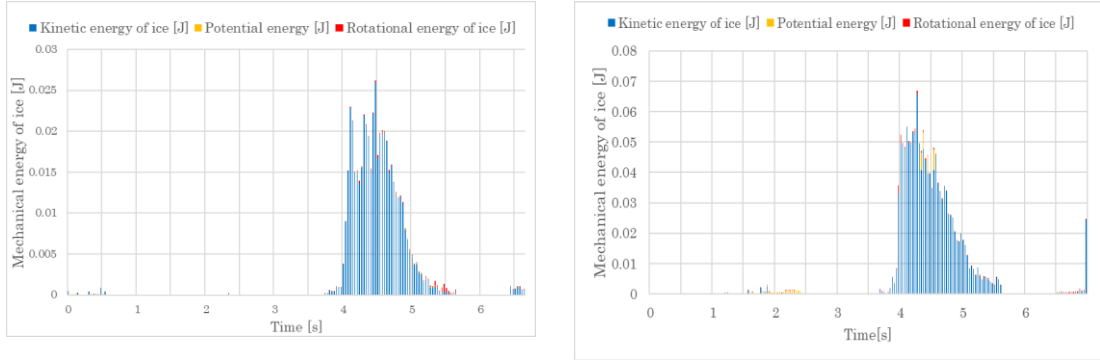 Kinetic energy of ice [J] Potential energy [J] Rotational energy of ice [J]
Mechanical energy of ice [J]
0.03
0.025
0.02
0.015
0.01
0.005
0
0 1 2 3 4 5 6
Time [s]
Kinetic energy of ice [J] Potential energy [J] Rotational energy of ice [J]
Mechanical energy of ice [J]
0.08
0.07
0.06
0.05
0.04
0.03
0.02
0.01
0
0 1 2 3 4 5 6
Time[s]